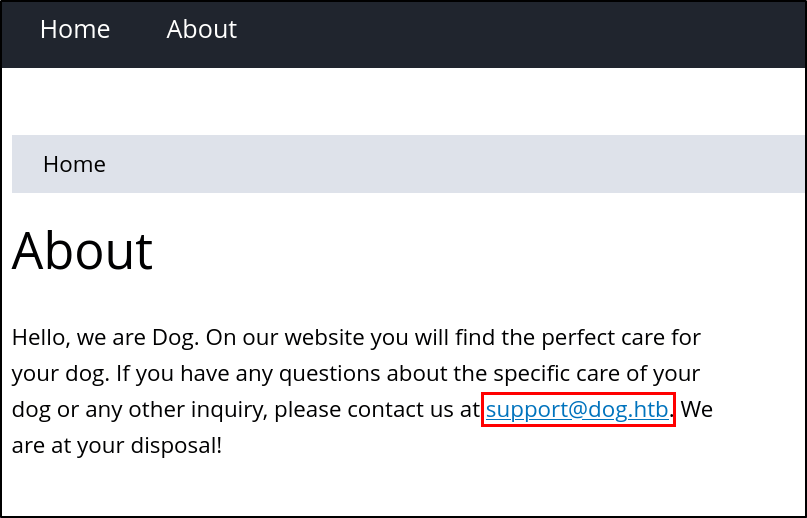 Home About
Home
About
Hello, we are Dog. On our website you will find the perfect care for
your dog. If you have any questions about the specific care of your
dog or any other inquiry, please contact us at support@dog.htb. We
are at your disposal!